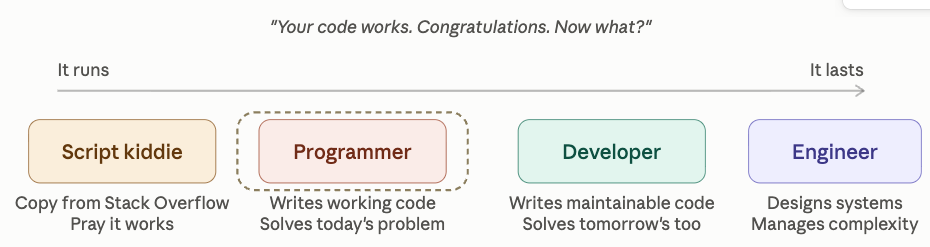 "Your code works. Congratulations. Now what?"
It runs
It lasts
Script kiddie
Programmer
Developer
Engineer
Copy from Stack Overflow
Pray it works
Writes working code
Solves today's problem
Writes maintainable code
Solves tomorrow's too
Designs systems
Manages complexity